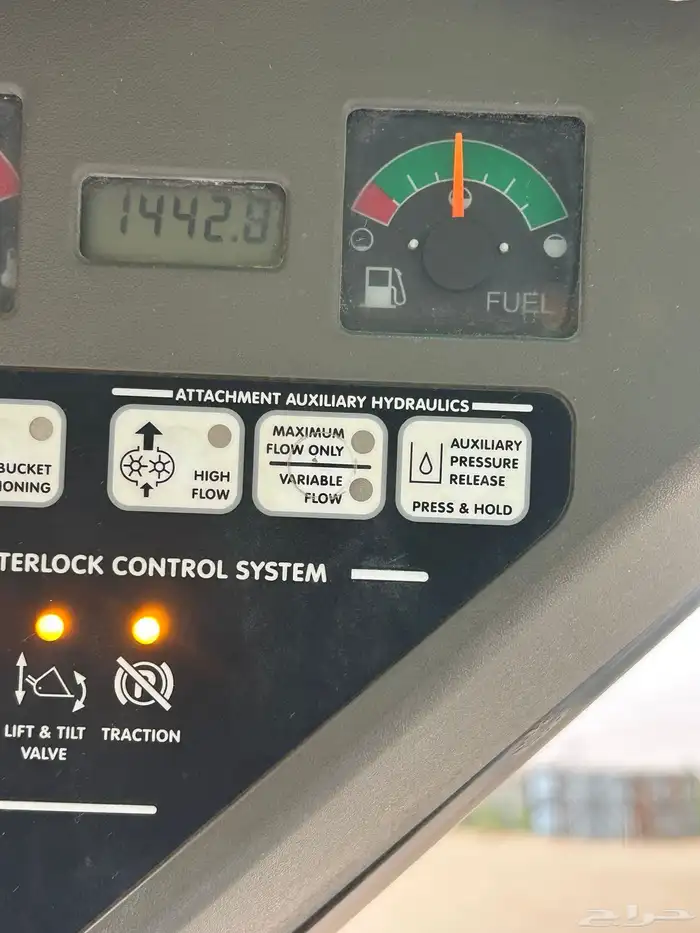 1442.8
FUEL
ATTACHMENT AUXILIARY HYDRAULICS
BUCKET
IONING
HIGH
FLOW
MAXIMUM
FLOW ONLY
VARIABLE
FLOW
AUXILIARY
PRESSURE
RELEASE
PRESS & HOLD
TERLOCK CONTROL SYSTEM
P
LIFT & TILT
VALVE
TRACTION
حراج